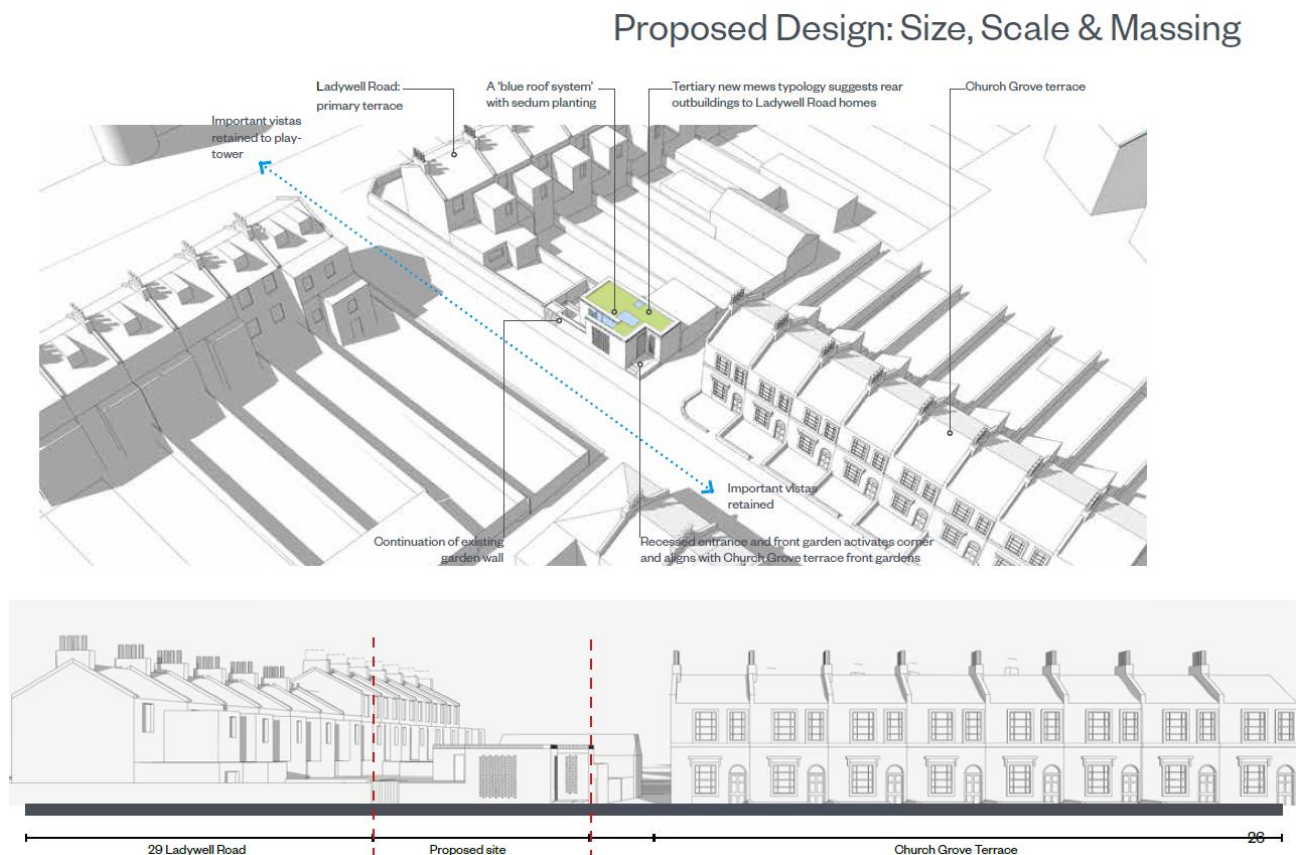 Proposed Design: Size, Scale & Massing
Ladywell Road:
primary terrace
A 'blue roof system'
with sedum planting
Tertiary new mews typology suggests rear
outbuildings to Ladywell Road homes
Church Grove terrace
Important vistas
retained to play-
tower
Important vistas
retained
Continuation of existing
garden wall
Recessed entrance and front garden activates corner
and aligns with Church Grove terrace front gardens
29 Ladywell Road
Proposed site
Church Grove Terrace
26